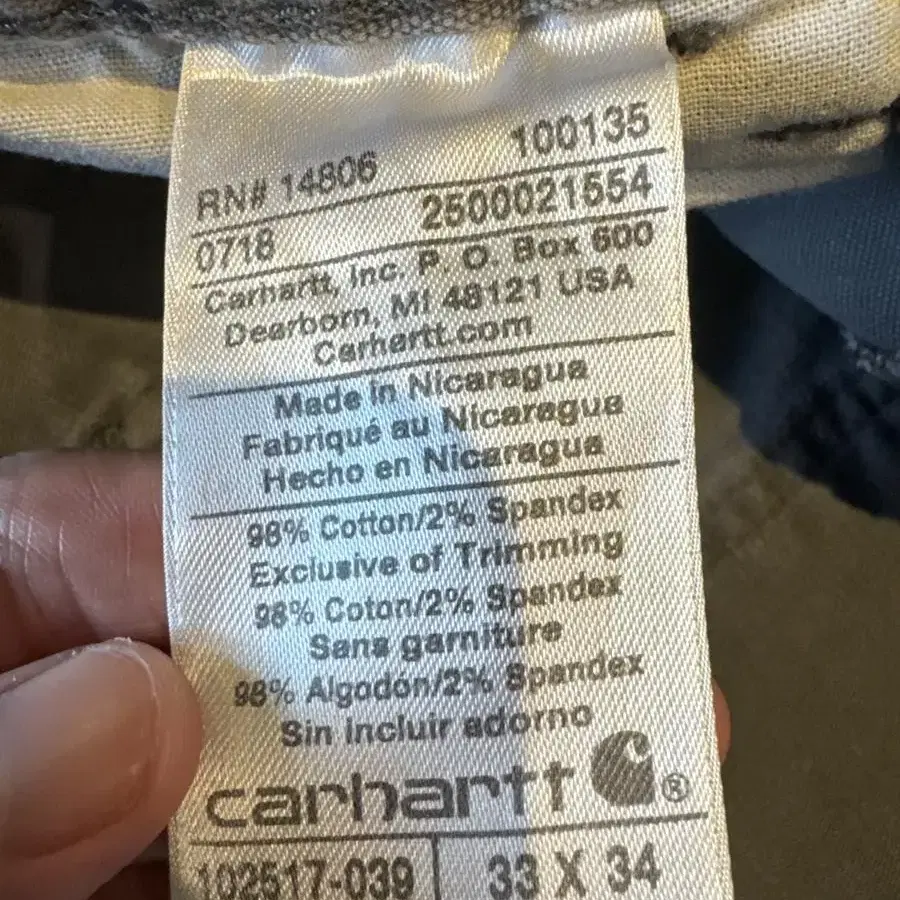 RN# 14806 100135
0718 2500021554
Carhartt, Inc. P. O. Box 600
Dearborn, MI 48121 USA
Carhartt.com
Made in Nicaragua
Fabriqué au Nicaragua
Hecho en Nicaragua
98% Cotton/2% Spandex
Exclusive of Trimming
98% Coton/2% Spandex
Sans garniture
98% Algodón/2% Spandex
Sin incluir adorno
carhartt ®
102517-039 33 X 34